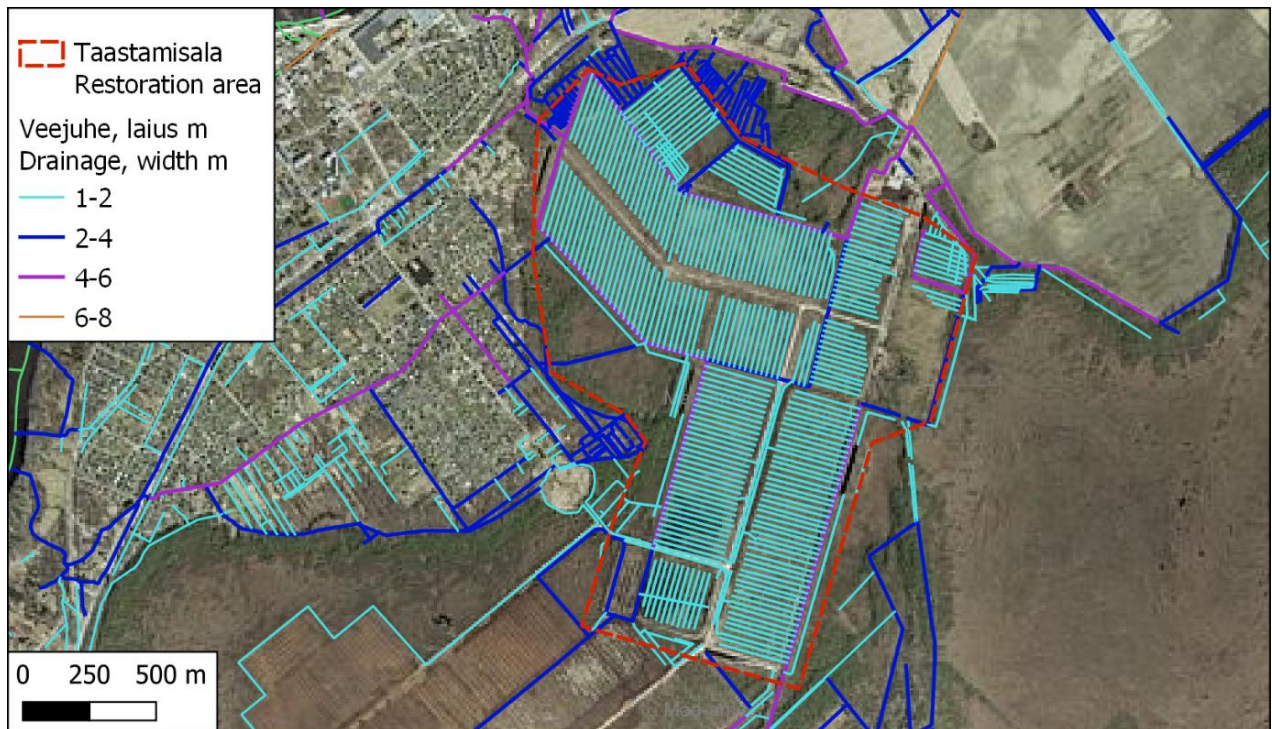 Taastamisala
Restoration area
Veejuhe, laius m
Drainage, width m
1-2
2-4
4-6
6-8
0 250 500 m